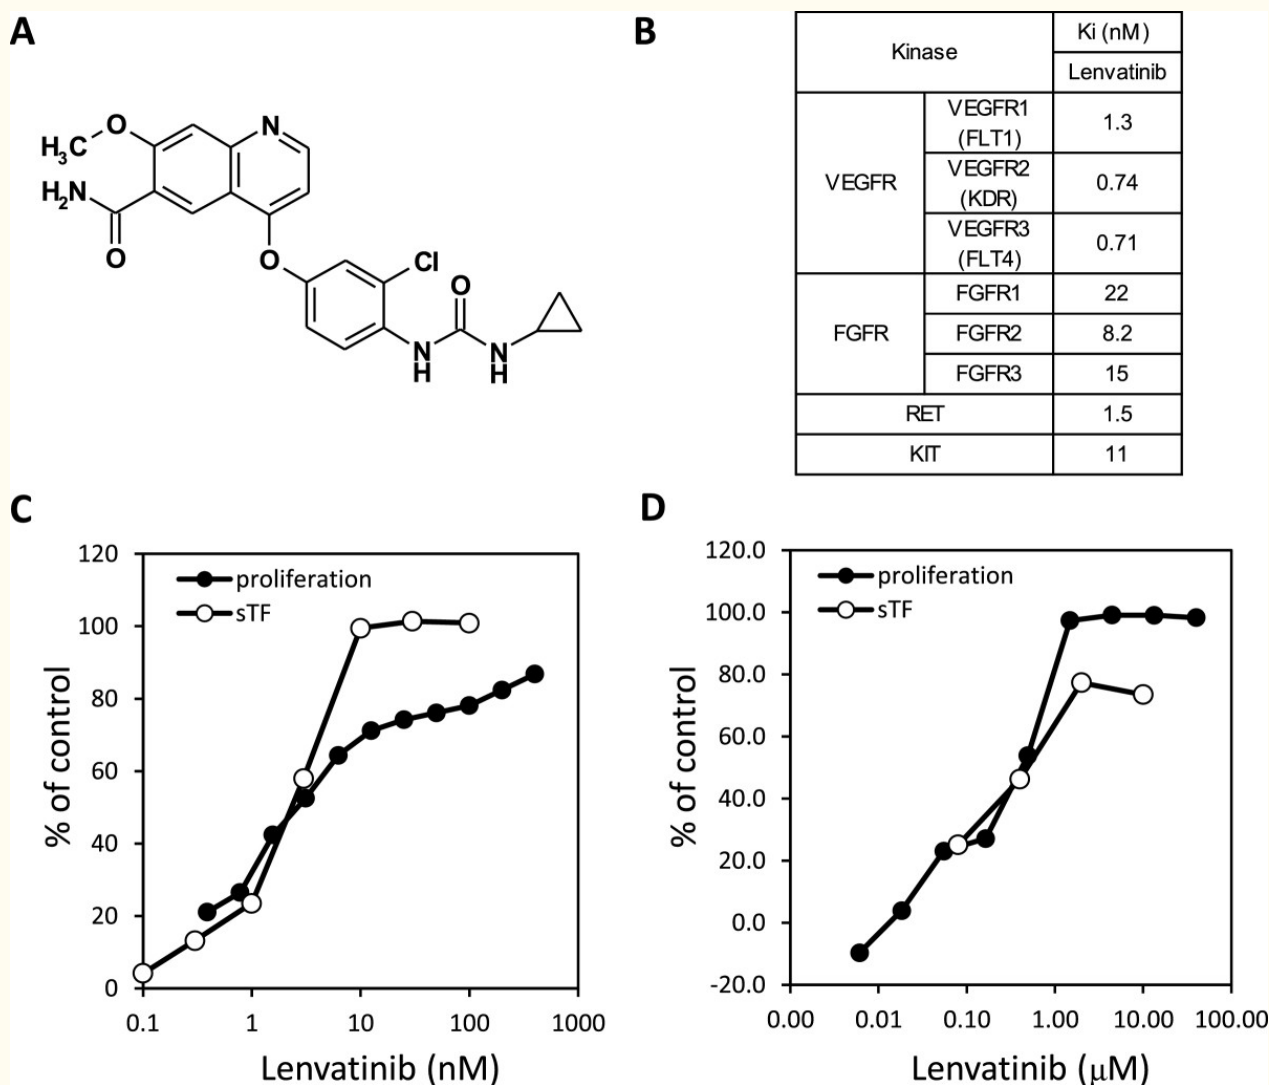 A
N
O
H₃C
H₂N
O
O
Cl
O
N
H
N
H
B
Kinase
Ki (nM)
Lenvatinib
VEGFR
VEGFR1
(FLT1)
1.3
VEGFR2
(KDR)
0.74
VEGFR3
(FLT4)
0.71
FGFR
FGFR1
22
FGFR2
8.2
FGFR3
15
RET
1.5
KIT
11
C
120
100
80
60
40
20
0
% of control
proliferation
sTF
0.1 1 10 100 1000
Lenvatinib (nM)
D
120.0
100.0
80.0
60.0
40.0
20.0
0.0
-20.0
% of control
proliferation
sTF
0.00 0.01 0.10 1.00 10.00 100.00
Lenvatinib (μM)